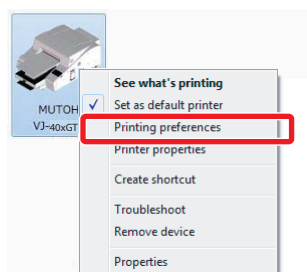 MUTOH
VJ-40xGT
See what's printing
Set as default printer
Printing preferences
Printer properties
Create shortcut
Troubleshoot
Remove device
Properties